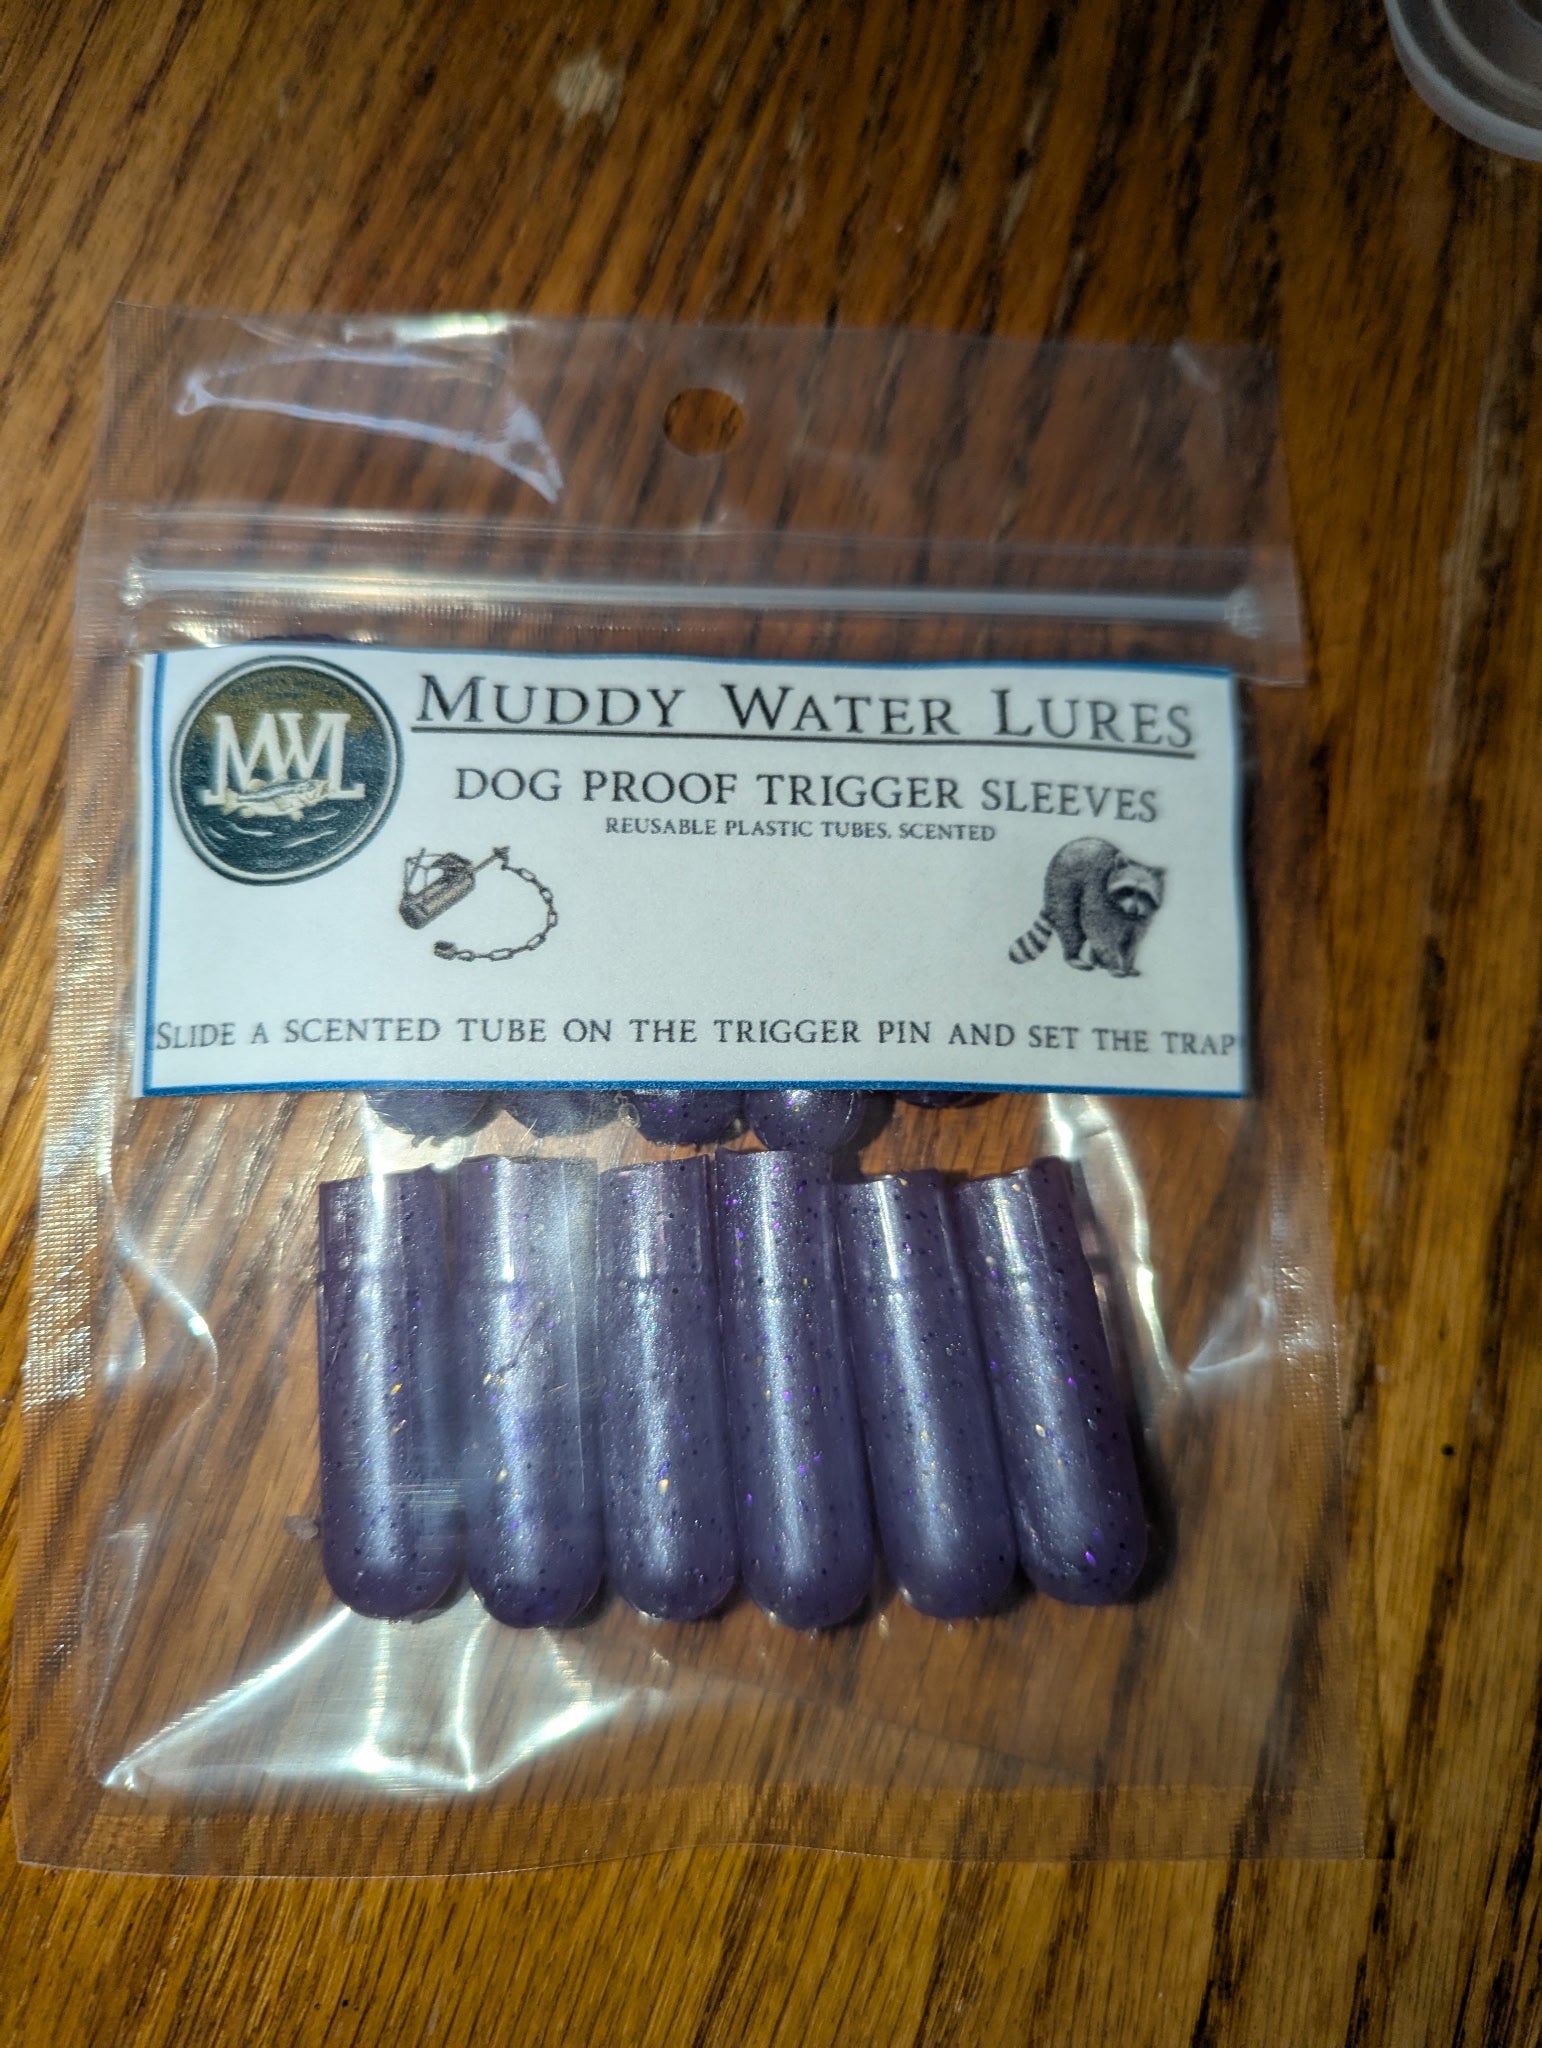 MWL
MUDDY WATER LURES
DOG PROOF TRIGGER SLEEVES
REUSABLE PLASTIC TUBES. SCENTED
SLIDE A SCENTED TUBE ON THE TRIGGER PIN AND SET THE TRAP